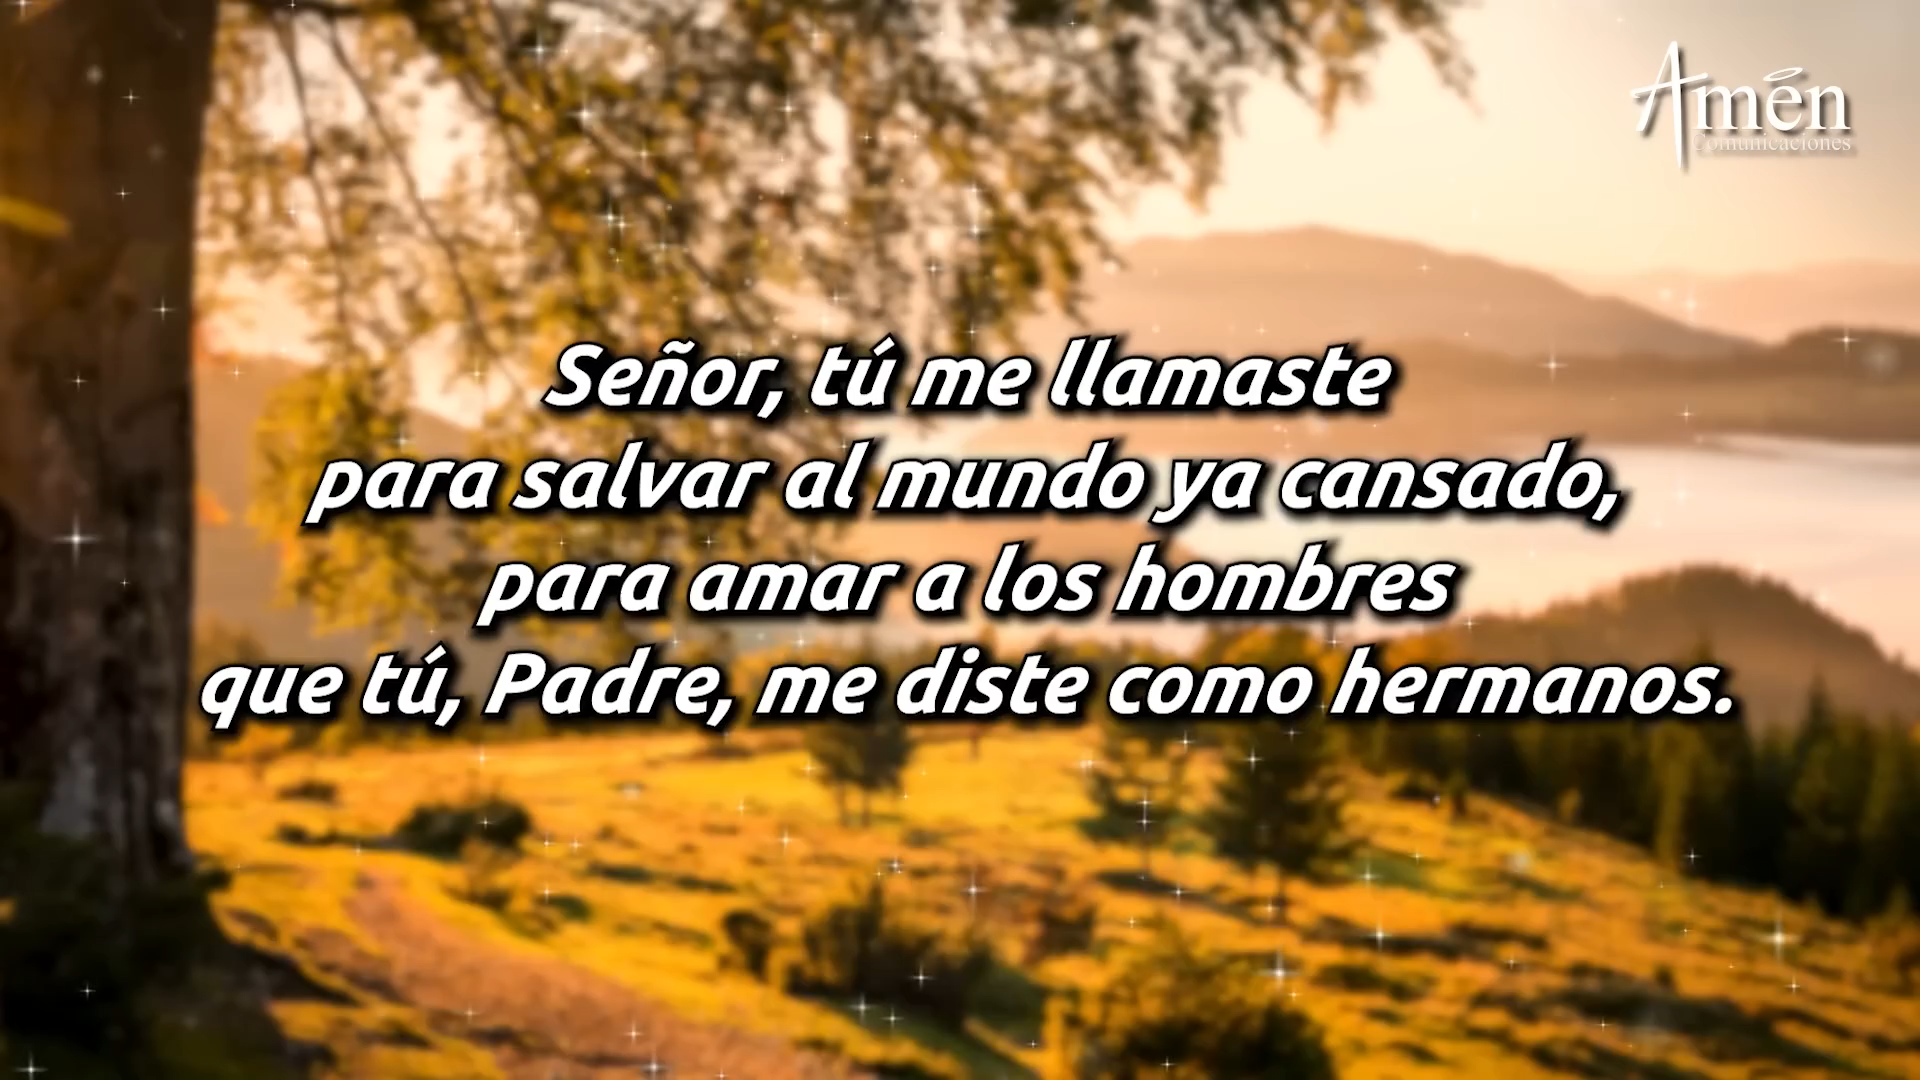 Amén
Comunicaciones
Señor, tú me llamaste
para salvar al mundo ya cansado,
para amar a los hombres
que tú, Padre, me diste como hermanos.